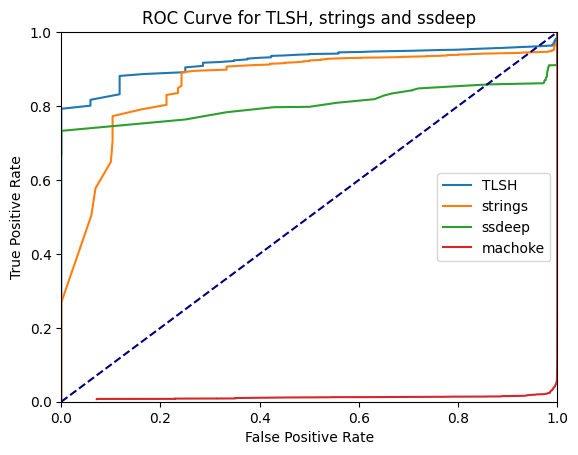 ROC Curve for TLSH, strings and ssdeep
1.0
0.8
0.6
0.4
0.2
0.0
True Positive Rate
TLSH
strings
ssdeep
machoke
0.0 0.2 0.4 0.6 0.8 1.0
False Positive Rate